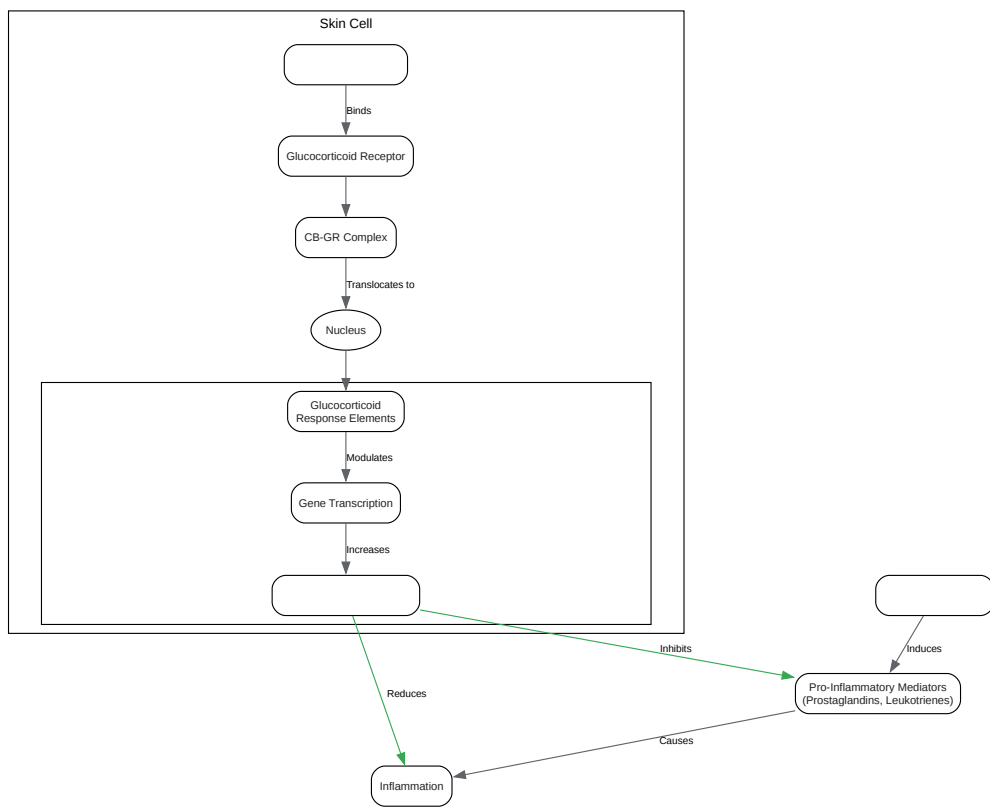 Skin Cell
Binds
Glucocorticoid Receptor
CB-GR Complex
Translocates to
Nucleus
Glucocorticoid
Response Elements
Modulates
Gene Transcription
Increases
Inhibits
Induces
Pro-Inflammatory Mediators
(Prostaglandins, Leukotrienes)
Reduces
Causes
Inflammation